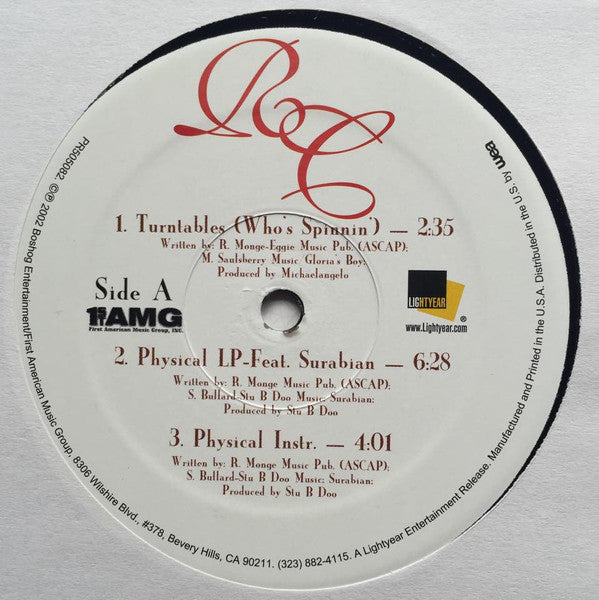 RC
1. Turntables (Who's Spinnin') — 2:35
Written by: R. Monge-Eggie Music Pub. (ASCAP);
M. Saulsberry Music Gloria's Boy;
Produced by Michaelangelo
Side A
1STAMG
First American Music Group, INC.
LIGHTYEAR
®
www.Lightyear.com
2. Physical LP-Feat. Surabian — 6:28
Written by: R. Monge Music Pub. (ASCAP);
S. Bullard-Stu B Doo Music; Surabian;
Produced by Stu B Doo
3. Physical Instr. — 4:01
Written by: R. Monge Music Pub. (ASCAP);
S. Bullard-Stu B Doo Music; Surabian;
Produced by Stu B Doo
PR505082. ©℗ 2002 Boshog Entertainment/First American Music Group, 8306 Wilshire Blvd., #378, Bevery Hills, CA 90211. (323) 882-4115. A Lightyear Entertainment Release. Manufactured and Printed in the U.S.A. Distributed in the U.S. by wea